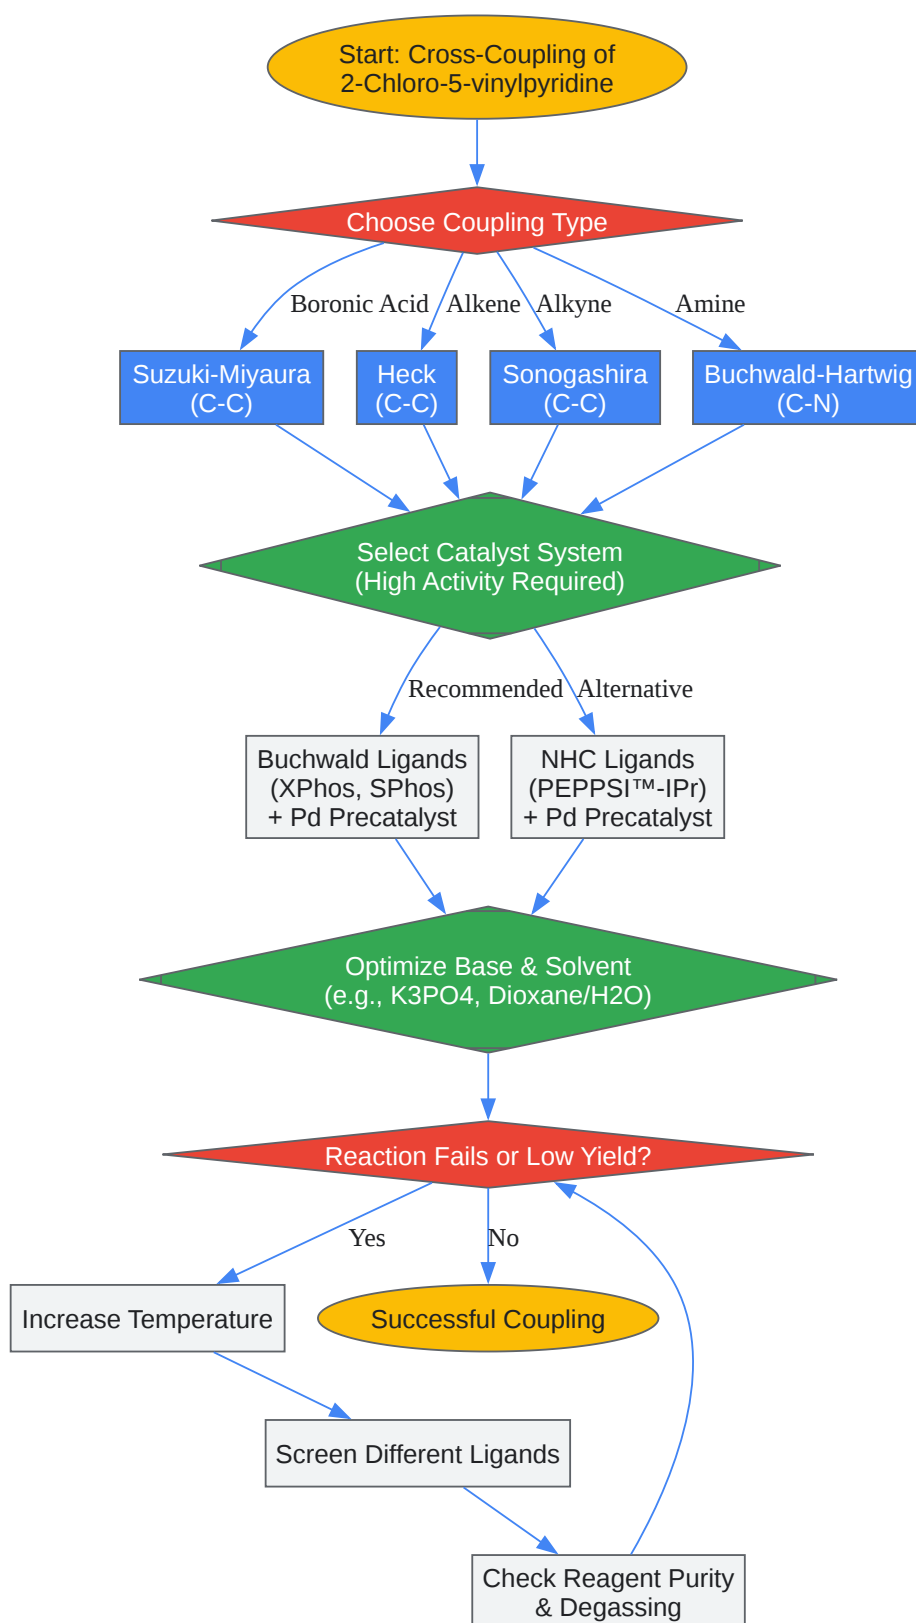 Start: Cross-Coupling of
2-Chloro-5-vinylpyridine
Choose Coupling Type
Boronic Acid
Alkene
Alkyne
Amine
Suzuki-Miyaura
(C-C)
Heck
(C-C)
Sonogashira
(C-C)
Buchwald-Hartwig
(C-N)
Select Catalyst System
(High Activity Required)
Recommended
Alternative
Buchwald Ligands
(XPhos, SPhos)
+ Pd Precatalyst
NHC Ligands
(PEPPSI™-IPr)
+ Pd Precatalyst
Optimize Base & Solvent
(e.g., K3PO4, Dioxane/H2O)
Reaction Fails or Low Yield?
Yes
No
Increase Temperature
Successful Coupling
Screen Different Ligands
Check Reagent Purity
& Degassing